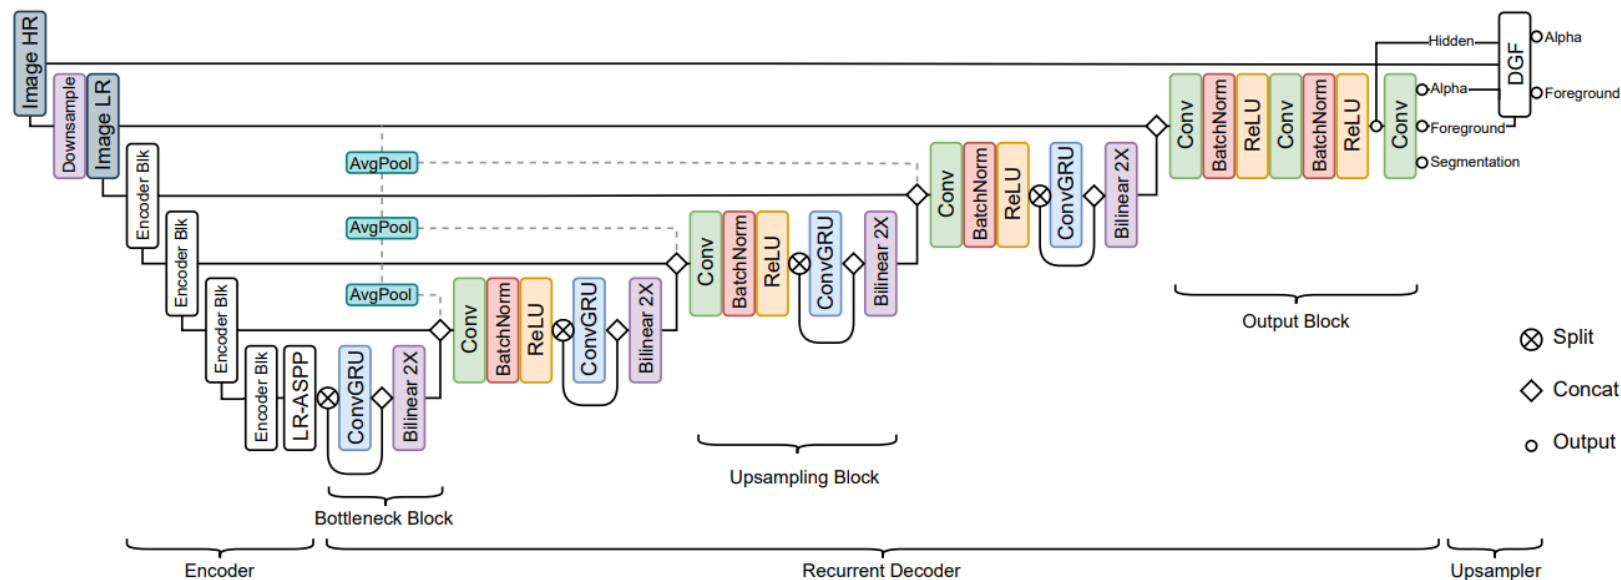 Image HR
Downsample
Image LR
Encoder Blk
Encoder Blk
Encoder Blk
Encoder Blk
LR-ASPP
ConvGRU
Bilinear 2X
AvgPool
AvgPool
AvgPool
Conv
BatchNorm
ReLU
ConvGRU
Bilinear 2X
Conv
BatchNorm
ReLU
ConvGRU
Bilinear 2X
Conv
BatchNorm
ReLU
ConvGRU
Bilinear 2X
Conv
BatchNorm
ReLU
Conv
BatchNorm
ReLU
Conv
Hidden
Alpha
Foreground
Segmentation
DGF
Alpha
Foreground
Bottleneck Block
Upsampling Block
Output Block
Split
Concat
Output
Encoder
Recurrent Decoder
Upsampler